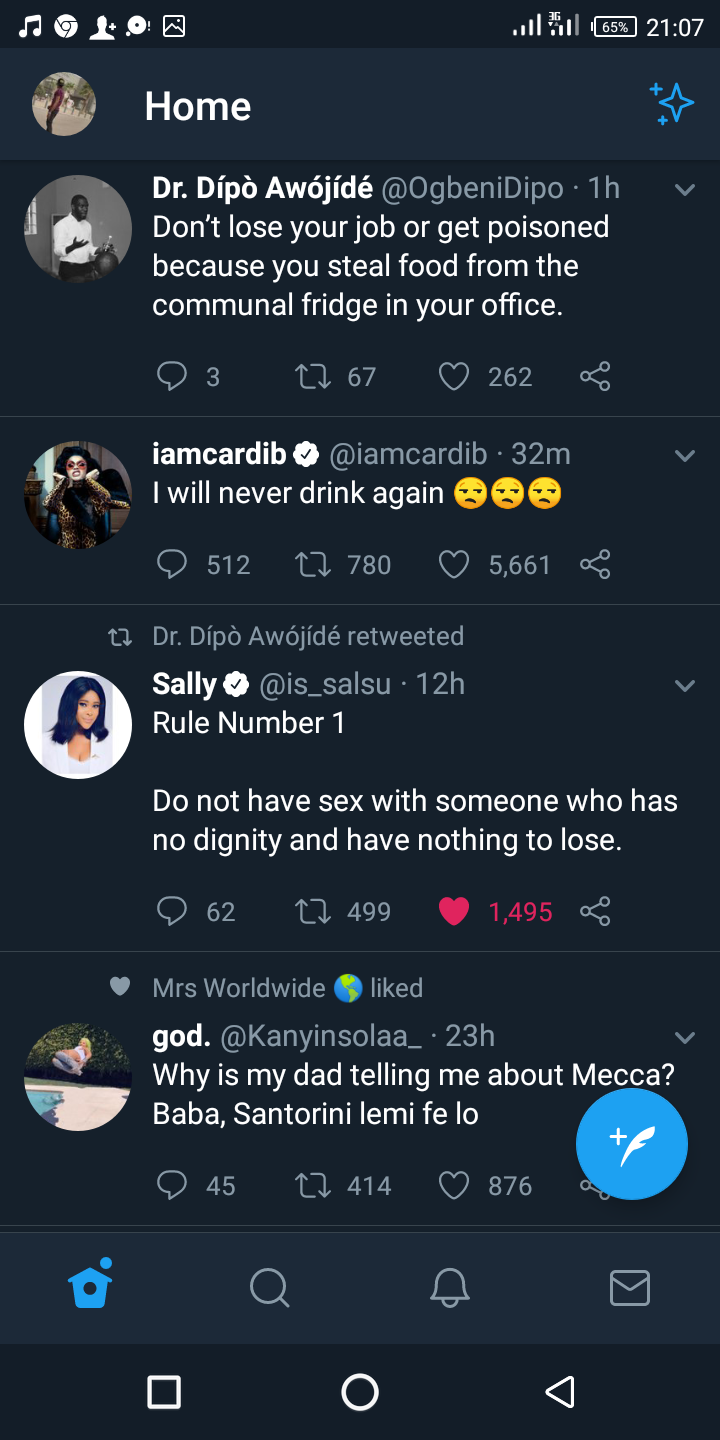 3G 65% 21:07
Home
Dr. Dípò Awójídé @OgbeniDipo · 1h
Don’t lose your job or get poisoned
because you steal food from the
communal fridge in your office.
3 67 262
iamcardib @iamcardib · 32m
I will never drink again 😒😒😒
512 780 5,661
Dr. Dípò Awójídé retweeted
Sally @is_salsu · 12h
Rule Number 1
Do not have sex with someone who has
no dignity and have nothing to lose.
62 499 1,495
Mrs Worldwide 🌎 liked
god. @Kanyinsolaa_ · 23h
Why is my dad telling me about Mecca?
Baba, Santorini lemi fe lo
45 414 876